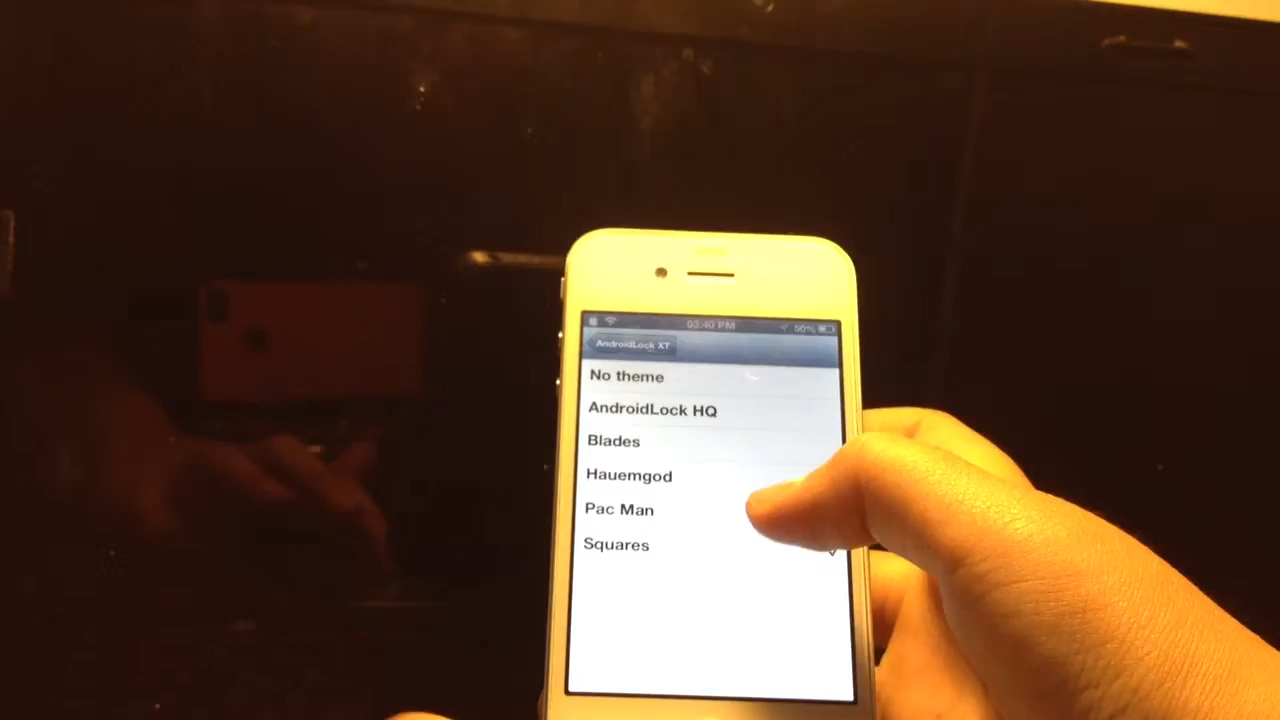 03:40 PM 50%
AndroidLock XT
No theme
AndroidLock HQ
Blades
Hauemgod
Pac Man
Squares